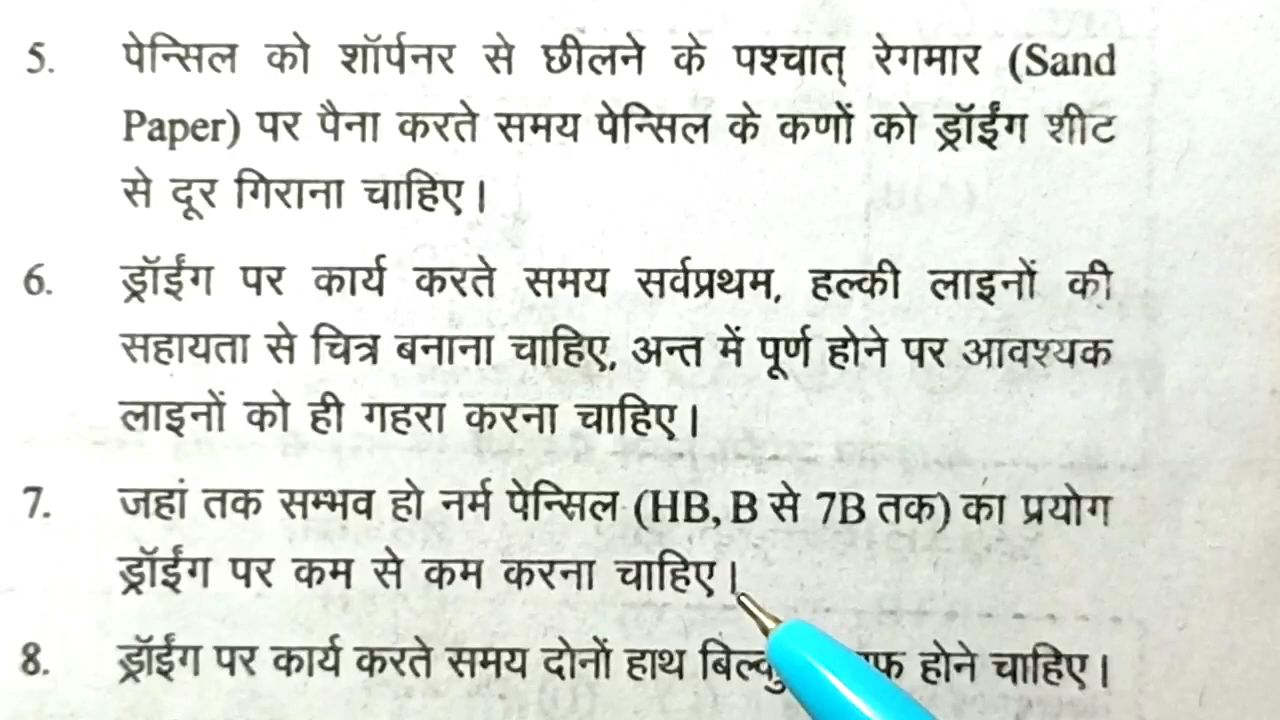 5. पेन्सिल को शॉर्पनर से छीलने के पश्चात् रेगमार (Sand
Paper) पर पैना करते समय पेन्सिल के कणों को ड्रॉईंग शीट
से दूर गिराना चाहिए।
6. ड्रॉईंग पर कार्य करते समय सर्वप्रथम, हल्की लाइनों की
सहायता से चित्र बनाना चाहिए, अन्त में पूर्ण होने पर आवश्यक
लाइनों को ही गहरा करना चाहिए।
7. जहां तक सम्भव हो नर्म पेन्सिल (HB, B से 7B तक) का प्रयोग
ड्रॉईंग पर कम से कम करना चाहिए।
8. ड्रॉईंग पर कार्य करते समय दोनों हाथ होने चाहिए।